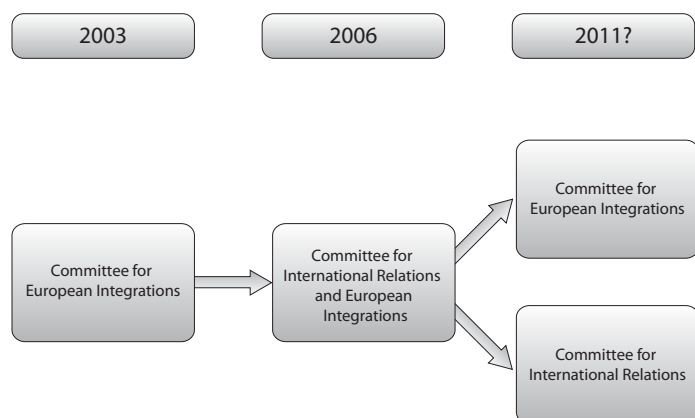 2003
2006
2011?
Committee for
European Integrations
Committee for
International Relations
and European
Integrations
Committee for
European Integrations
Committee for
International Relations